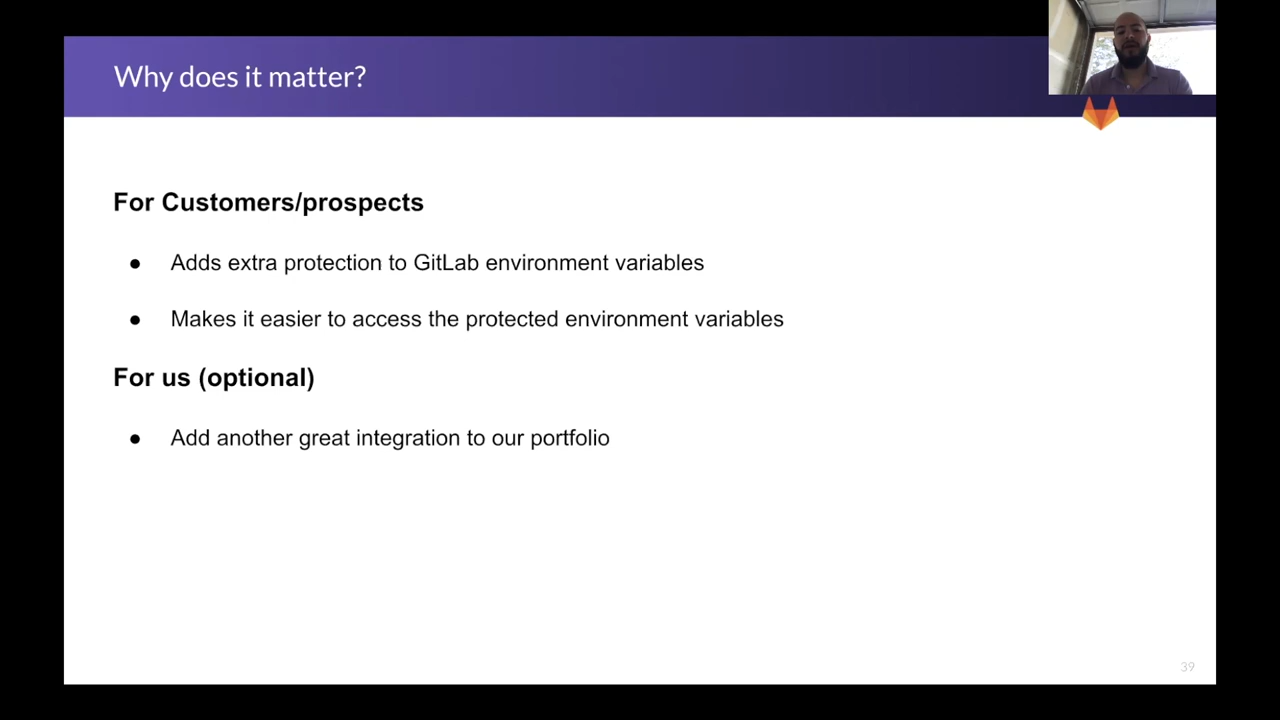 Why does it matter?
For Customers/prospects
● Adds extra protection to GitLab environment variables
● Makes it easier to access the protected environment variables
For us (optional)
● Add another great integration to our portfolio
39